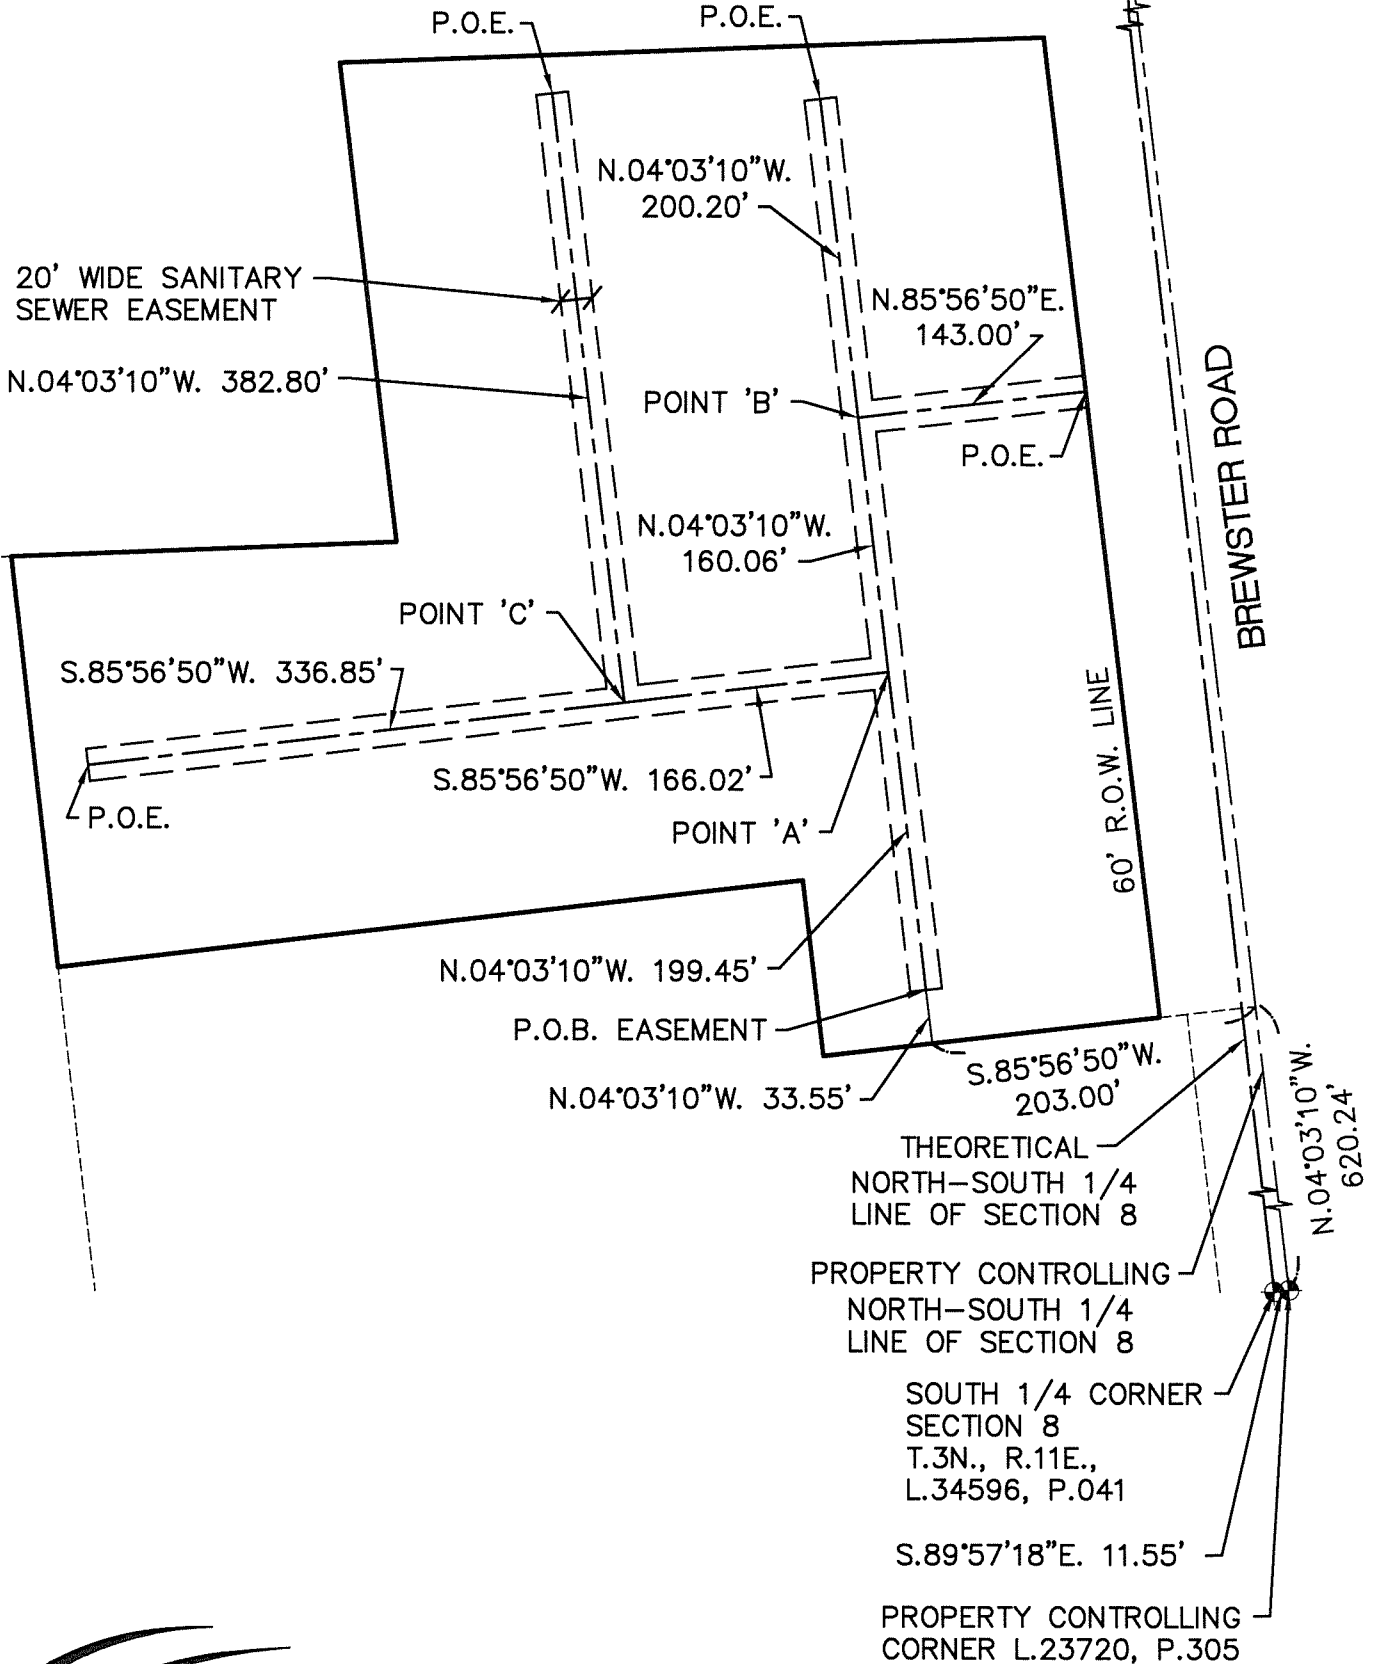 P.O.E.
P.O.E.
N.04°03'10"W.
200.20'
20' WIDE SANITARY
SEWER EASEMENT
N.85°56'50"E.
143.00'
N.04°03'10"W. 382.80'
POINT 'B'
P.O.E.
BREWSTER ROAD
N.04°03'10"W.
160.06'
POINT 'C'
S.85°56'50"W. 336.85'
60' R.O.W. LINE
S.85°56'50"W. 166.02'
P.O.E.
POINT 'A'
N.04°03'10"W. 199.45'
P.O.B. EASEMENT
S.85°56'50"W.
203.00'
N.04°03'10"W. 33.55'
N.04°03'10"W.
620.24'
THEORETICAL
NORTH-SOUTH 1/4
LINE OF SECTION 8
PROPERTY CONTROLLING
NORTH-SOUTH 1/4
LINE OF SECTION 8
SOUTH 1/4 CORNER
SECTION 8
T.3N., R.11E.,
L.34596, P.041
S.89°57'18"E. 11.55'
PROPERTY CONTROLLING
CORNER L.23720, P.305